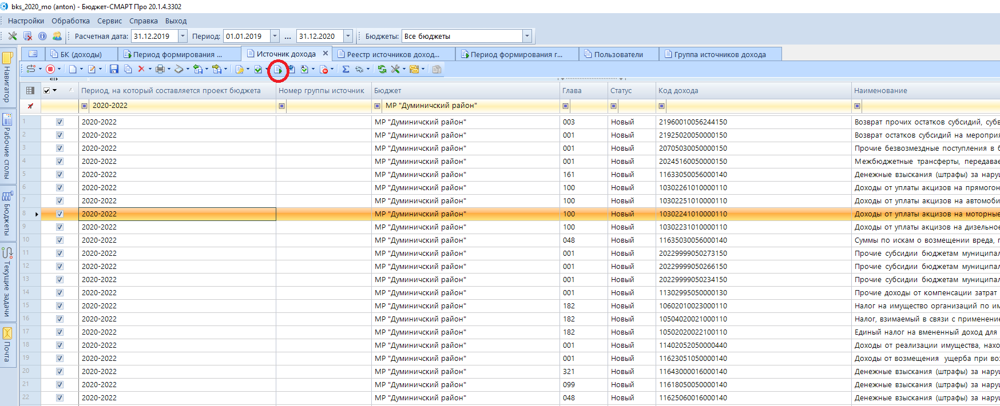 bks_2020_mo (anton) - Бюджет-СМАРТ Про 20.1.4.3302
Настройки Обработка Сервис Справка Выход
Расчетная дата: 31.12.2019 Период: 01.01.2019 ... 31.12.2020 Бюджеты: Все бюджеты
БК (доходы) Период формирования ... Источник дохода Реестр источников доход... Период формирования г... Пользователи Группа источников дохода
Навигатор
Рабочие столы
Бюджеты
Текущие задачи
Почта
Период, на который составляется проект бюджета Номер группы источник Бюджет Глава Статус Код дохода Наименование
2020-2022 МР "Думиничский район"
1 2020-2022 МР "Думиничский район" 003 Новый 21960010056244150 Возврат прочих остатков субсидий, субв
2 2020-2022 МР "Думиничский район" 001 Новый 21925020050000150 Возврат остатков субсидий на меропри
3 2020-2022 МР "Думиничский район" 001 Новый 20705030050000150 Прочие безвозмездные поступления в б
4 2020-2022 МР "Думиничский район" 001 Новый 20245160050000150 Межбюджетные трансферты, передавае
5 2020-2022 МР "Думиничский район" 161 Новый 11633050056000140 Денежные взыскания (штрафы) за нару
6 2020-2022 МР "Думиничский район" 100 Новый 10302261010000110 Доходы от уплаты акцизов на прямогон
7 2020-2022 МР "Думиничский район" 100 Новый 10302251010000110 Доходы от уплаты акцизов на автомоби
8 2020-2022 МР "Думиничский район" 100 Новый 10302241010000110 Доходы от уплаты акцизов на моторные
9 2020-2022 МР "Думиничский район" 100 Новый 10302231010000110 Доходы от уплаты акцизов на дизельное
10 2020-2022 МР "Думиничский район" 048 Новый 11635030056000140 Суммы по искам о возмещении вреда, п
11 2020-2022 МР "Думиничский район" 001 Новый 20229999050273150 Прочие субсидии бюджетам муниципал
12 2020-2022 МР "Думиничский район" 001 Новый 20229999050266150 Прочие субсидии бюджетам муниципал
13 2020-2022 МР "Думиничский район" 001 Новый 20229999050234150 Прочие субсидии бюджетам муниципал
14 2020-2022 МР "Думиничский район" 001 Новый 11302995050000130 Прочие доходы от компенсации затрат
15 2020-2022 МР "Думиничский район" 182 Новый 10602010023000110 Налог на имущество организаций по им
16 2020-2022 МР "Думиничский район" 182 Новый 10504020021000110 Налог, взимаемый в связи с применение
17 2020-2022 МР "Думиничский район" 182 Новый 10502020022100110 Единый налог на вмененный доход для
18 2020-2022 МР "Думиничский район" 001 Новый 11402052050000440 Доходы от реализации имущества, нахо
19 2020-2022 МР "Думиничский район" 001 Новый 11623051050000140 Доходы от возмещения ущерба при воз
20 2020-2022 МР "Думиничский район" 321 Новый 11643000016000140 Денежные взыскания (штрафы) за нару
21 2020-2022 МР "Думиничский район" 099 Новый 11618050050000140 Денежные взыскания (штрафы) за нару
22 2020-2022 МР "Думиничский район" 048 Новый 11625060016000140 Денежные взыскания (штрафы) за нару